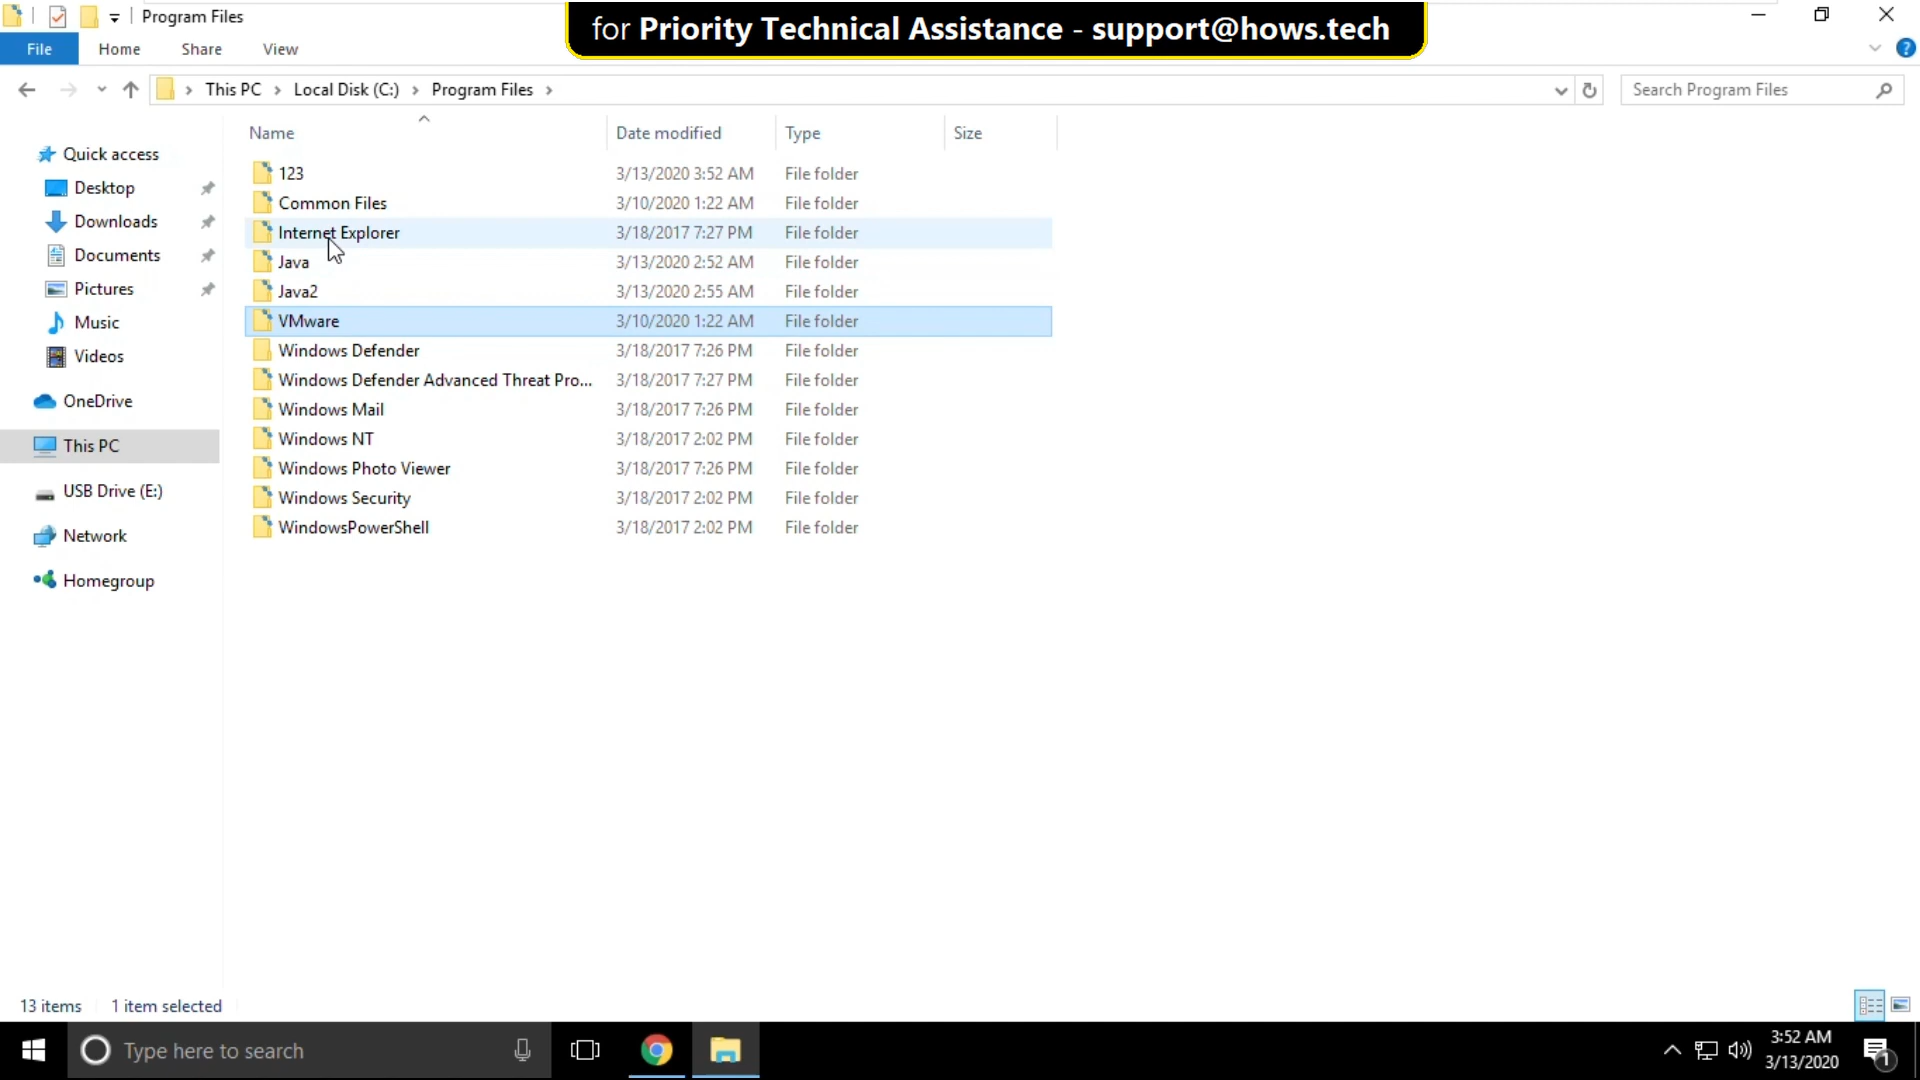 Program Files
for Priority Technical Assistance - support@hows.tech
File Home Share View
This PC Local Disk (C:) Program Files
Search Program Files
Name Date modified Type Size
Quick access
Desktop
Downloads
Documents
Pictures
Music
Videos
OneDrive
This PC
USB Drive (E:)
Network
Homegroup
123 3/13/2020 3:52 AM File folder
Common Files 3/10/2020 1:22 AM File folder
Internet Explorer 3/18/2017 7:27 PM File folder
Java 3/13/2020 2:52 AM File folder
Java2 3/13/2020 2:55 AM File folder
VMware 3/10/2020 1:22 AM File folder
Windows Defender 3/18/2017 7:26 PM File folder
Windows Defender Advanced Threat Pro... 3/18/2017 7:27 PM File folder
Windows Mail 3/18/2017 7:26 PM File folder
Windows NT 3/18/2017 2:02 PM File folder
Windows Photo Viewer 3/18/2017 7:26 PM File folder
Windows Security 3/18/2017 2:02 PM File folder
WindowsPowerShell 3/18/2017 2:02 PM File folder
13 items 1 item selected
Type here to search
3:52 AM
3/13/2020
1